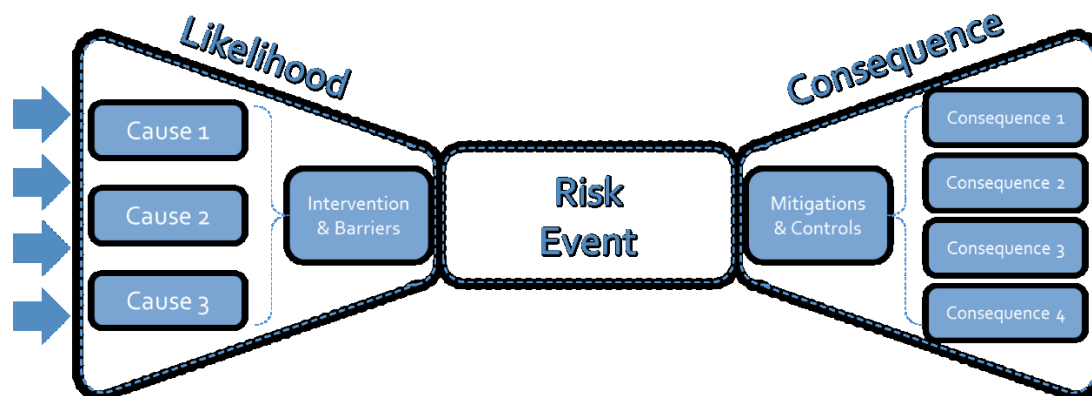 Likelihood
Consequence
Cause 1
Cause 2
Cause 3
Intervention
& Barriers
Risk
Event
Mitigations
& Controls
Consequence 1
Consequence 2
Consequence 3
Consequence 4